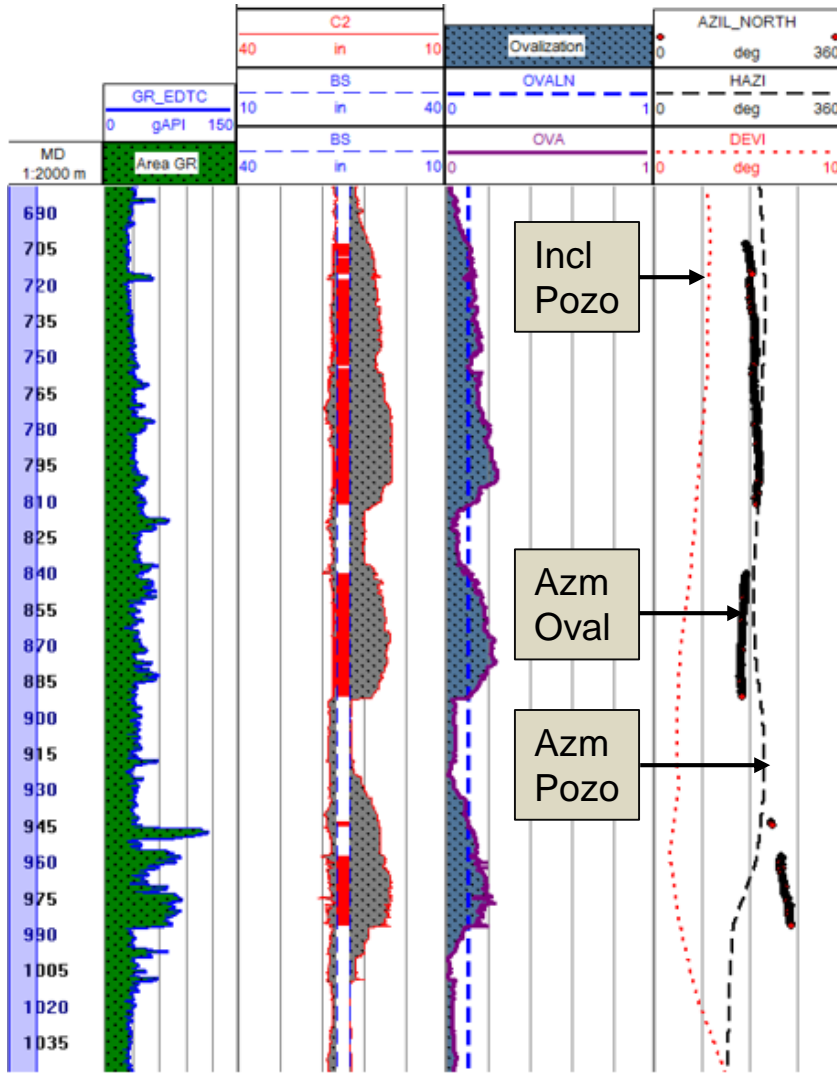 C2
40 in 10
Ovalization
AZIL_NORTH
0 deg 360
GR_EDTC
0 gAPI 150
BS
10 in 40
OVALN
0 1
HAZI
0 deg 360
MD
1:2000 m
Area GR
BS
40 in 10
OVA
0 1
DEVI
0 deg 10
690
705
720
735
750
765
780
795
810
825
840
855
870
885
900
915
930
945
960
975
990
1005
1020
1035
Incl
Pozo
Azm
Oval
Azm
Pozo